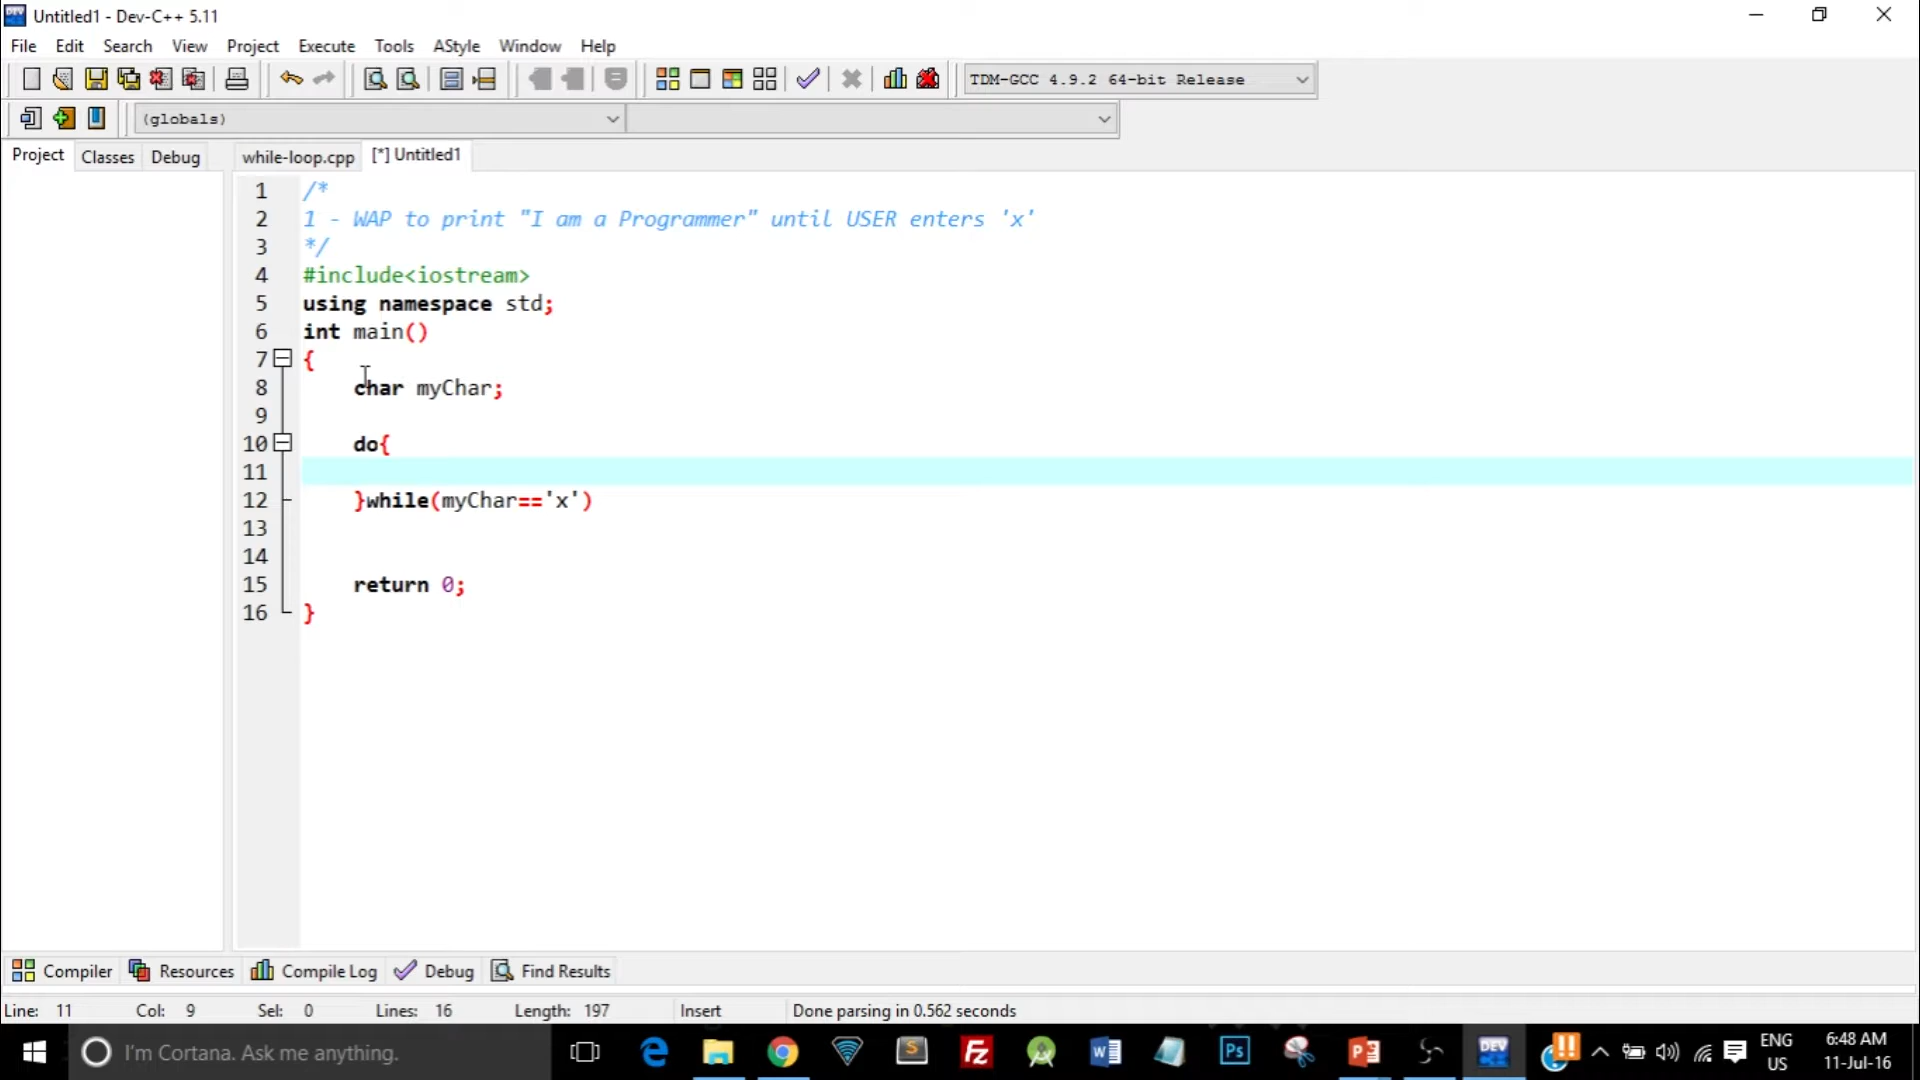 Untitled1 - Dev-C++ 5.11
File Edit Search View Project Execute Tools AStyle Window Help
TDM-GCC 4.9.2 64-bit Release
(globals)
Project Classes Debug while-loop.cpp [*] Untitled1
1 /*
2 1 - WAP to print "I am a Programmer" until USER enters 'x'
3 */
4 #include<iostream>
5 using namespace std;
6 int main()
7 {
8 char myChar;
9
10 do{
11
12 }while(myChar=='x')
13
14
15 return 0;
16 }
Compiler Resources Compile Log Debug Find Results
Line: 11 Col: 9 Sel: 0 Lines: 16 Length: 197 Insert Done parsing in 0.562 seconds
I'm Cortana. Ask me anything.
ENG
US
6:48 AM
11-Jul-16